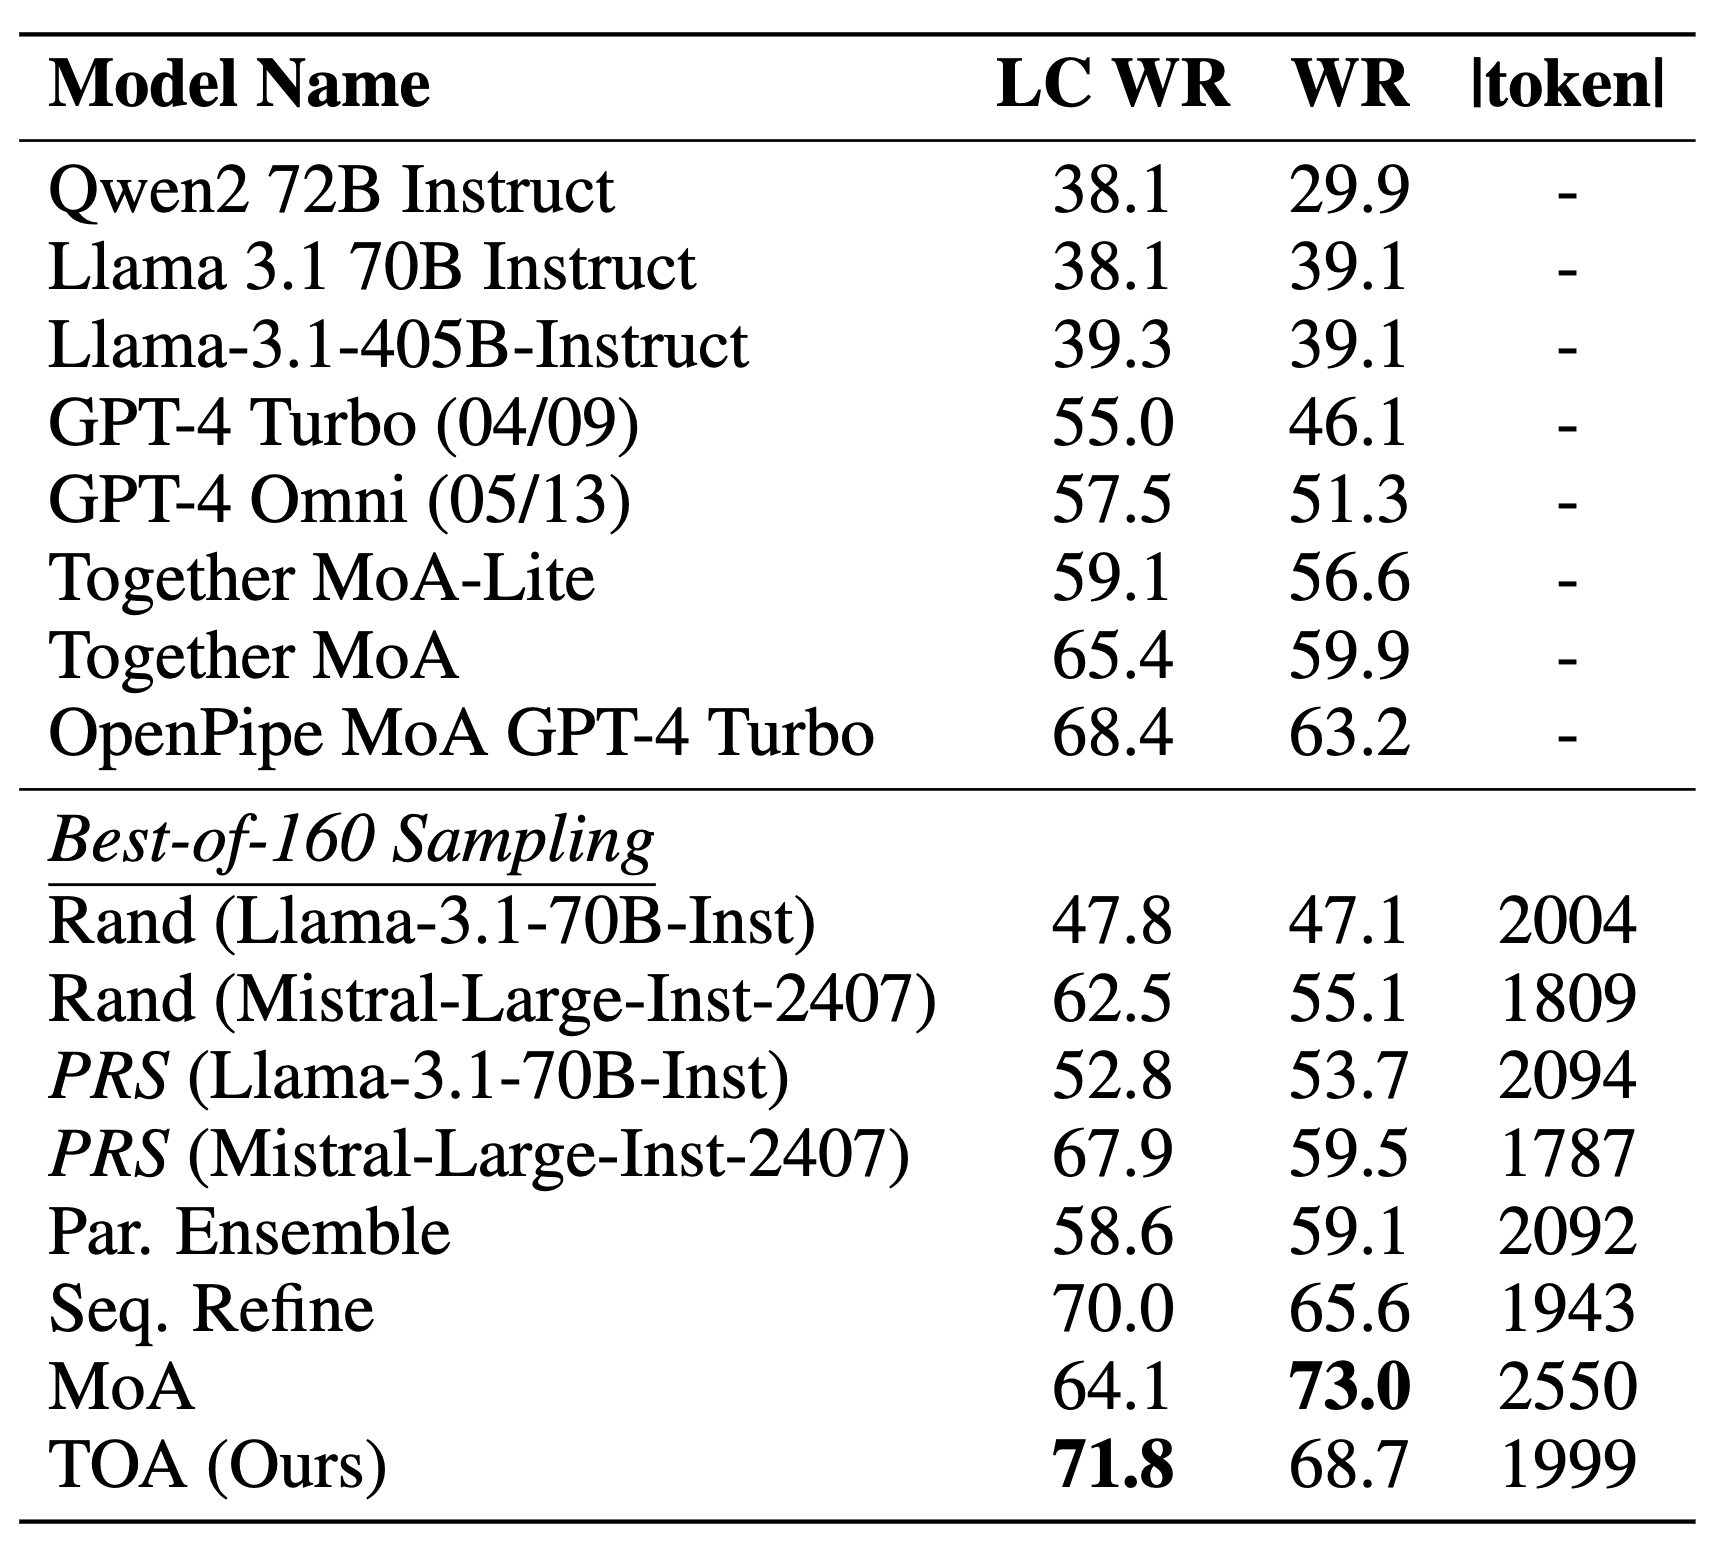 Model Name LC WR WR |token|
Qwen2 72B Instruct 38.1 29.9 -
Llama 3.1 70B Instruct 38.1 39.1 -
Llama-3.1-405B-Instruct 39.3 39.1 -
GPT-4 Turbo (04/09) 55.0 46.1 -
GPT-4 Omni (05/13) 57.5 51.3 -
Together MoA-Lite 59.1 56.6 -
Together MoA 65.4 59.9 -
OpenPipe MoA GPT-4 Turbo 68.4 63.2 -
Best-of-160 Sampling
Rand (Llama-3.1-70B-Inst) 47.8 47.1 2004
Rand (Mistral-Large-Inst-2407) 62.5 55.1 1809
PRS (Llama-3.1-70B-Inst) 52.8 53.7 2094
PRS (Mistral-Large-Inst-2407) 67.9 59.5 1787
Par. Ensemble 58.6 59.1 2092
Seq. Refine 70.0 65.6 1943
MoA 64.1 73.0 2550
TOA (Ours) 71.8 68.7 1999